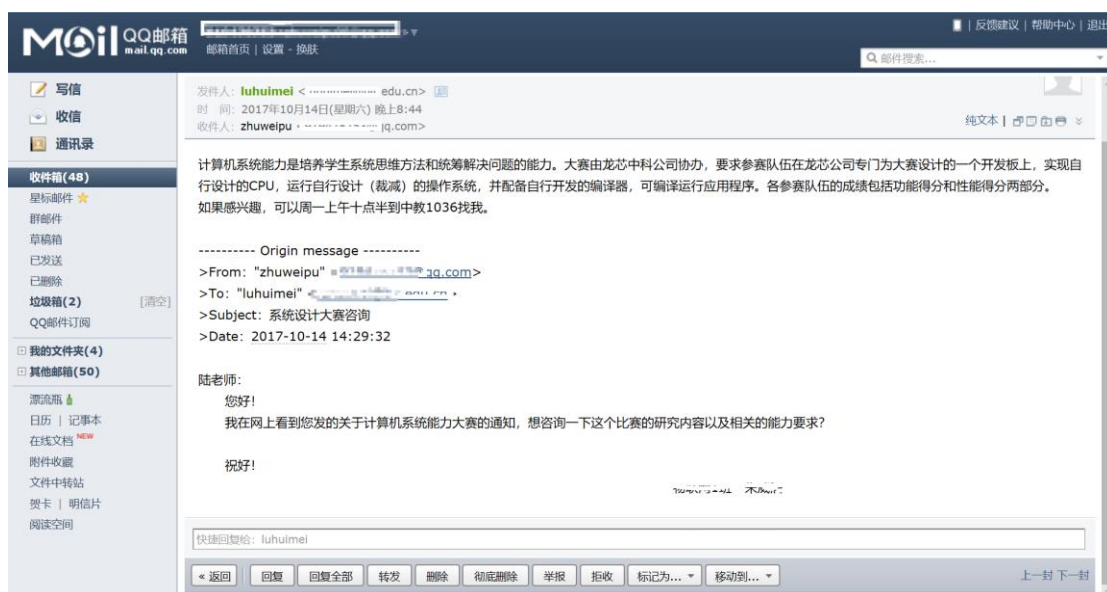 MOil QQ邮箱
mail.qq.com
邮箱首页 | 设置 - 换肤
反馈建议 | 帮助中心 | 退出
邮件搜索...
写信
收信
通讯录
收件箱(48)
星标邮件
群邮件
草稿箱
已发送
已删除
垃圾箱(2) [清空]
QQ邮件订阅
我的文件夹(4)
其他邮箱(50)
漂流瓶
日历 | 记事本
在线文档 NEW
附件收藏
文件中转站
贺卡 | 明信片
阅读空间
发件人：luhuimei < edu.cn>
时 间：2017年10月14日(星期六) 晚上8:44
收件人：zhuweipu
纯文本 |
计算机系统能力是培养学生系统思维方法和统筹解决问题的能力。大赛由龙芯中科公司协办，要求参赛队伍在龙芯公司专门为大赛设计的一个开发板上，实现自
行设计的CPU，运行自行设计（裁减）的操作系统，并配备自行开发的编译器，可编译运行应用程序。各参赛队伍的成绩包括功能得分和性能得分两部分。
如果感兴趣，可以周一上午十点半到中教1036找我。
---------- Origin message ----------
>From："zhuweipu" qq.com>
>To："luhuimei" <
>Subject：系统设计大赛咨询
>Date：2017-10-14 14:29:32
陆老师：
您好！
我在网上看到您发的关于计算机系统能力大赛的通知，想咨询一下这个比赛的研究内容以及相关的能力要求？
祝好！
快捷回复给：luhuimei
« 返回 回复 回复全部 转发 删除 彻底删除 举报 拒收 标记为... 移动到... 上一封 下一封